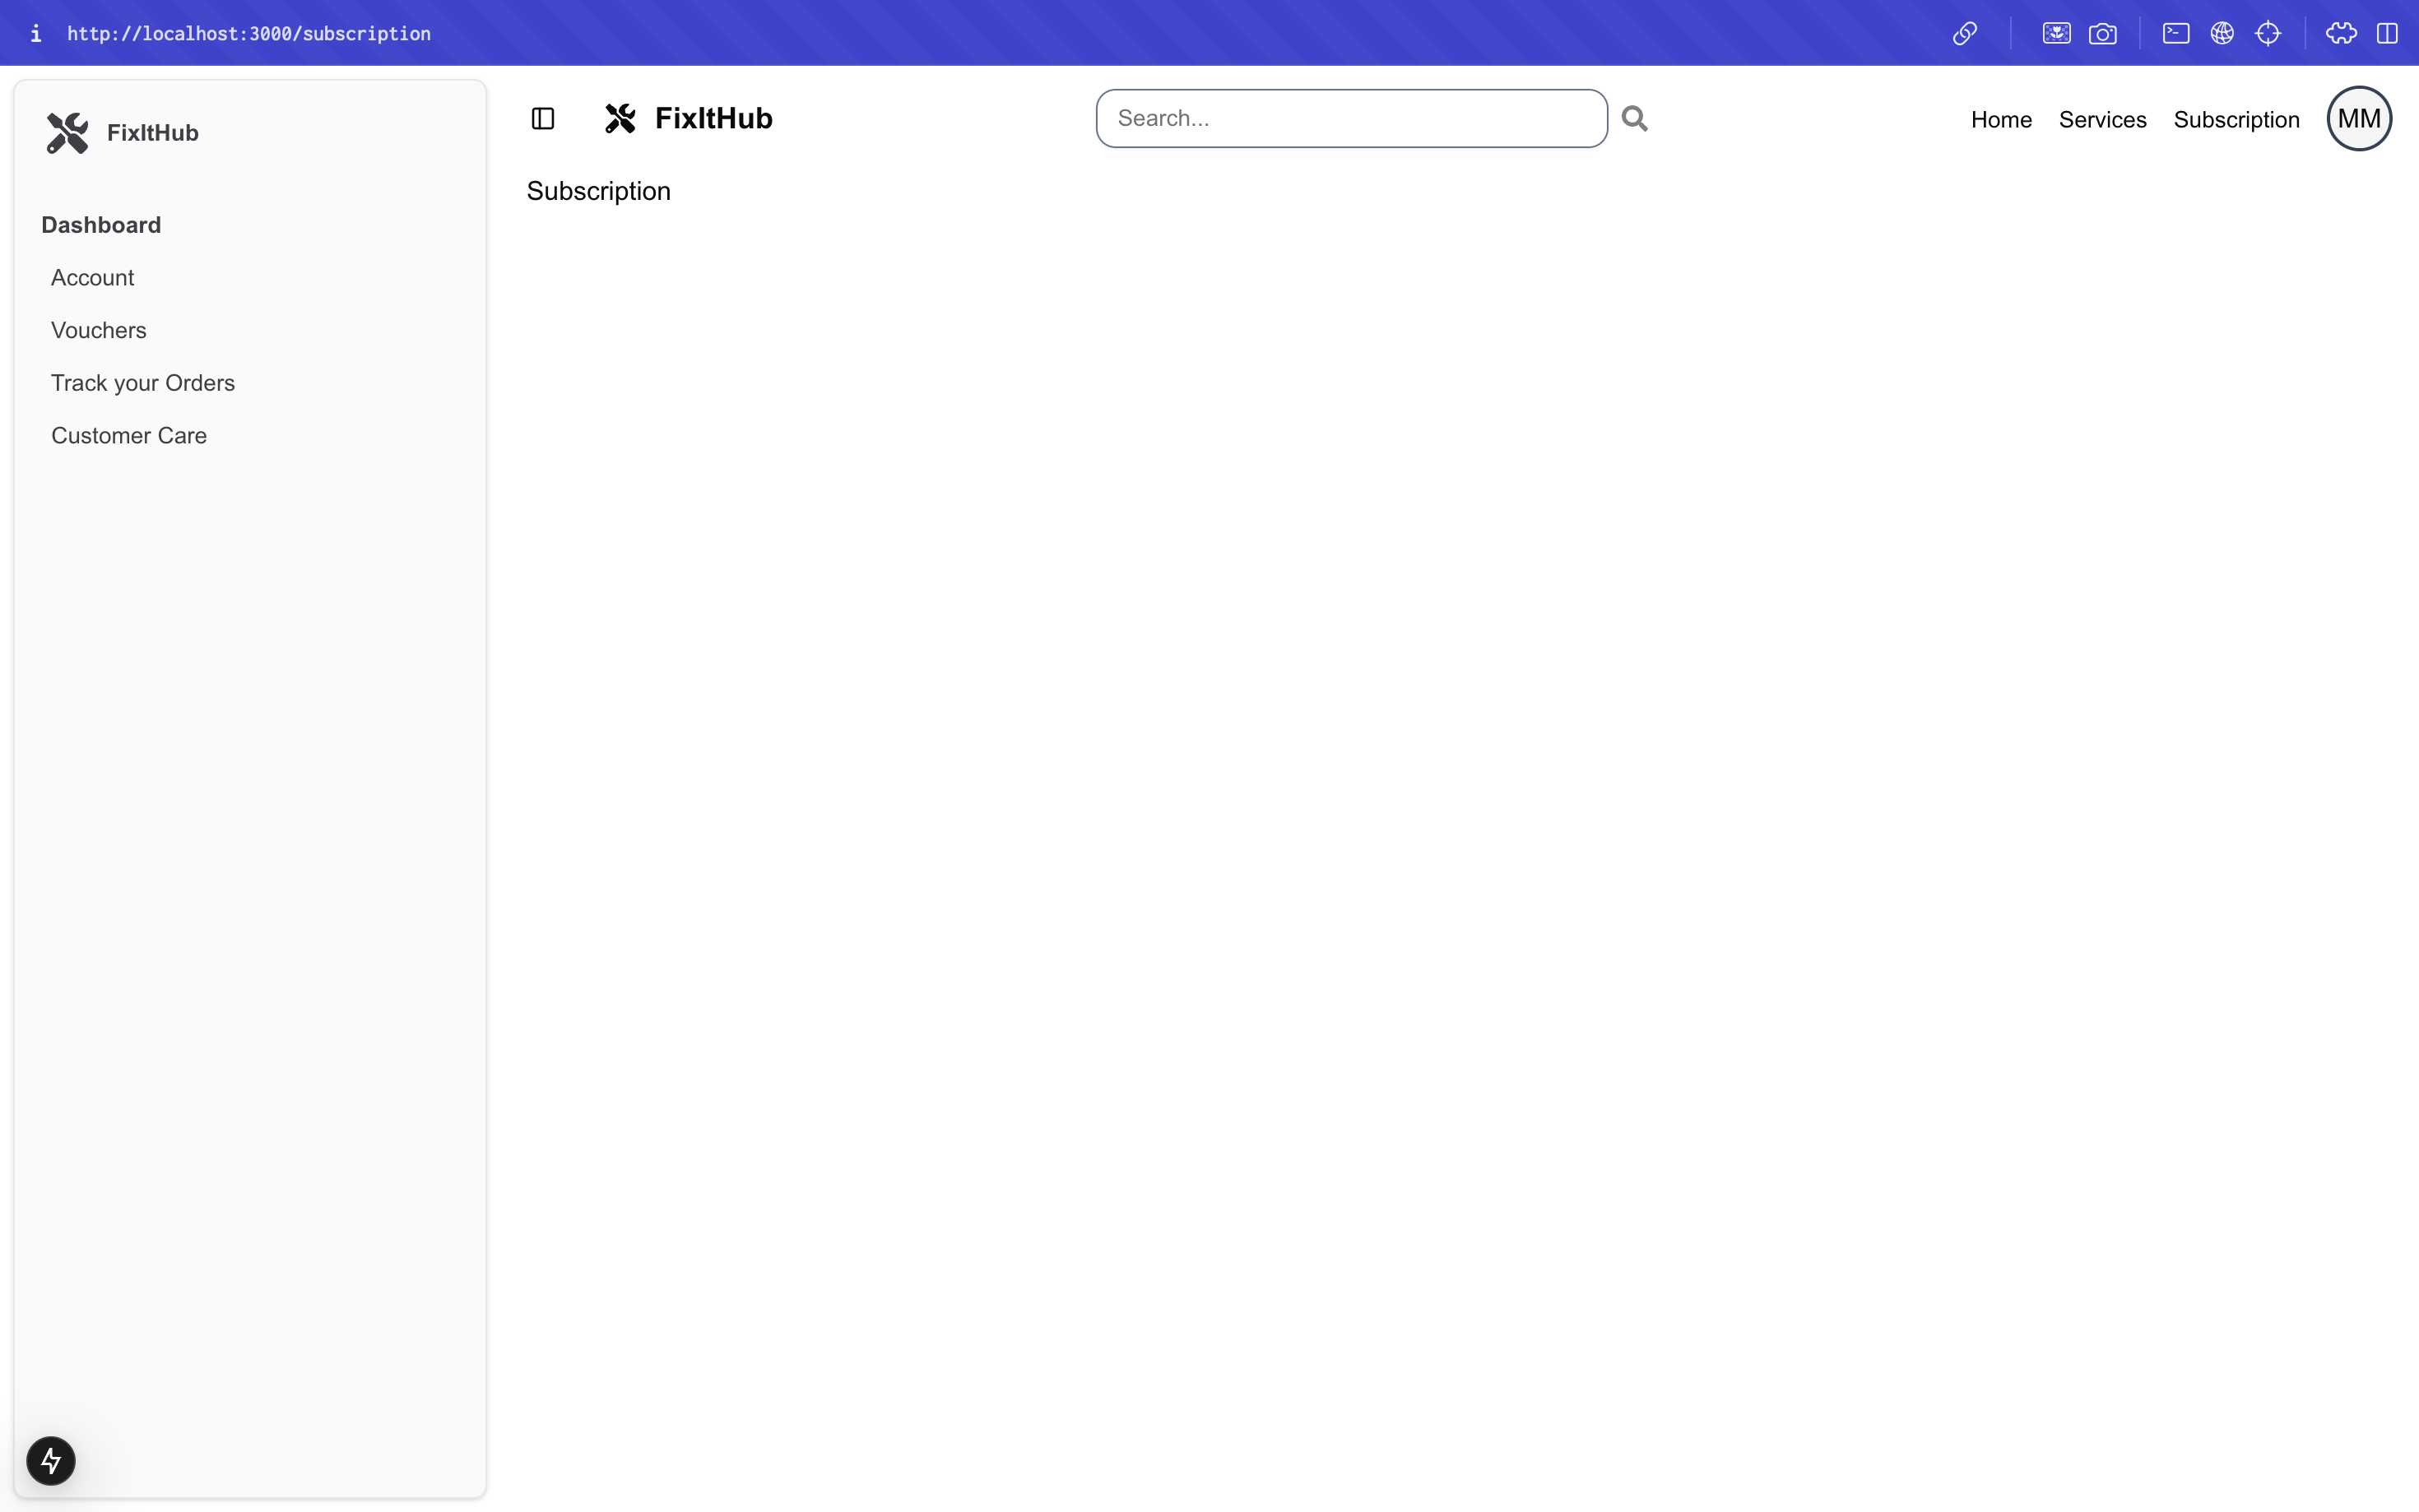 http://localhost:3000/subscription
FixItHub
Dashboard
Account
Vouchers
Track your Orders
Customer Care
FixItHub
Search...
Home Services Subscription MM
Subscription